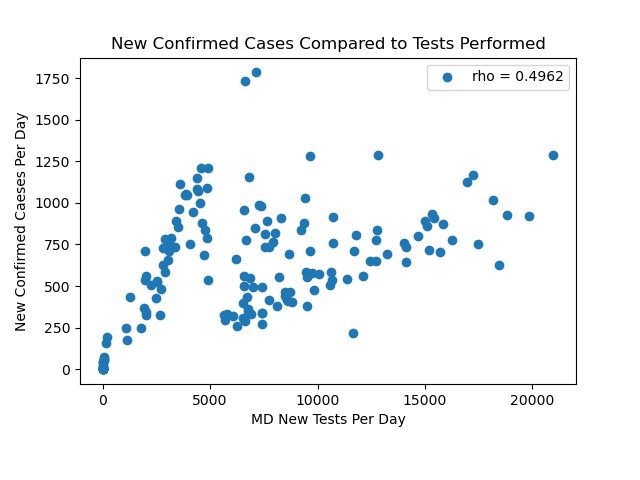 New Confirmed Cases Compared to Tests Performed
rho = 0.4962
New Confirmed Caeses Per Day
1750
1500
1250
1000
750
500
250
0
0 5000 10000 15000 20000
MD New Tests Per Day